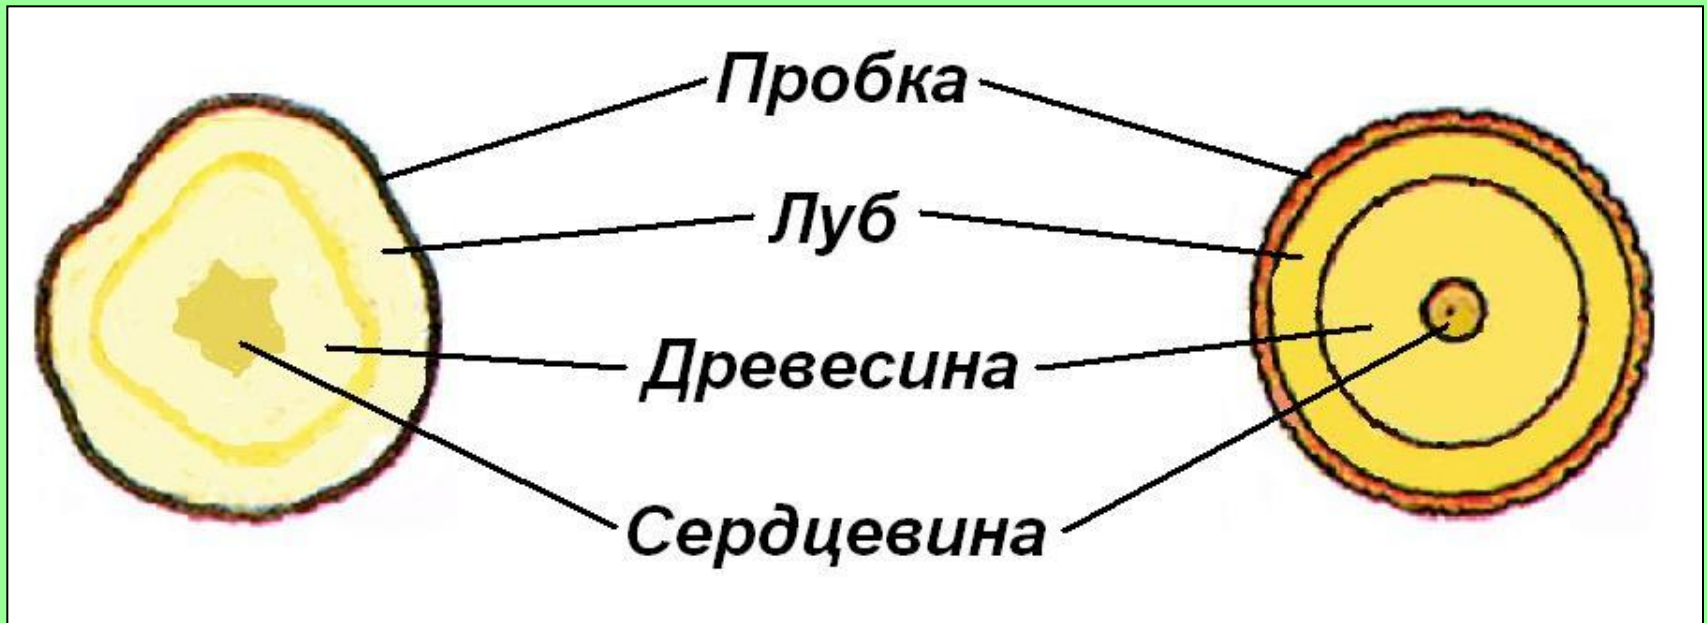 Пробка
Луб
Древесина
Сердцевина